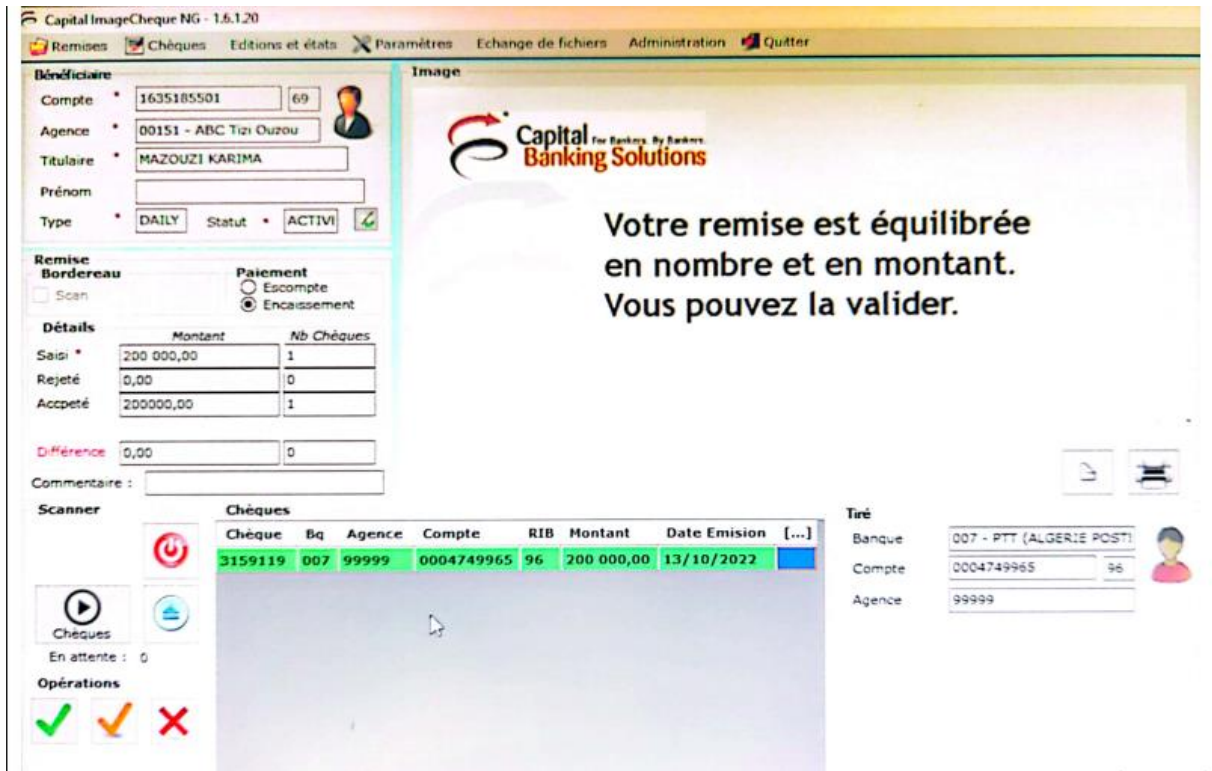 Capital ImageCheque NG - 1.6.1.20
Remises Chèques Editions et états Paramètres Echange de fichiers Administration Quitter
Bénéficiaire
Compte * 1635185501 69
Agence * 00151 - ABC Tizi Ouzou
Titulaire * MAZOUZI KARIMA
Prénom
Type * DAILY Statut * ACTIVI
Remise
Bordereau Paiement
Scan Escompte
Encaissement
Détails
Montant Nb Chèques
Saisi * 200 000,00 1
Rejeté 0,00 0
Accpeté 200000,00 1
Différence 0,00 0
Commentaire :
Image
Capital For Bankers. By Bankers.
Banking Solutions
Votre remise est équilibrée
en nombre et en montant.
Vous pouvez la valider.
Scanner
Chèques
En attente : 0
Opérations
Chèques
Chèque Bq Agence Compte RIB Montant Date Emision [...]
3159119 007 99999 0004749965 96 200 000,00 13/10/2022
Tiré
Banque 007 - PTT (ALGERIE POSTI
Compte 0004749965 96
Agence 99999